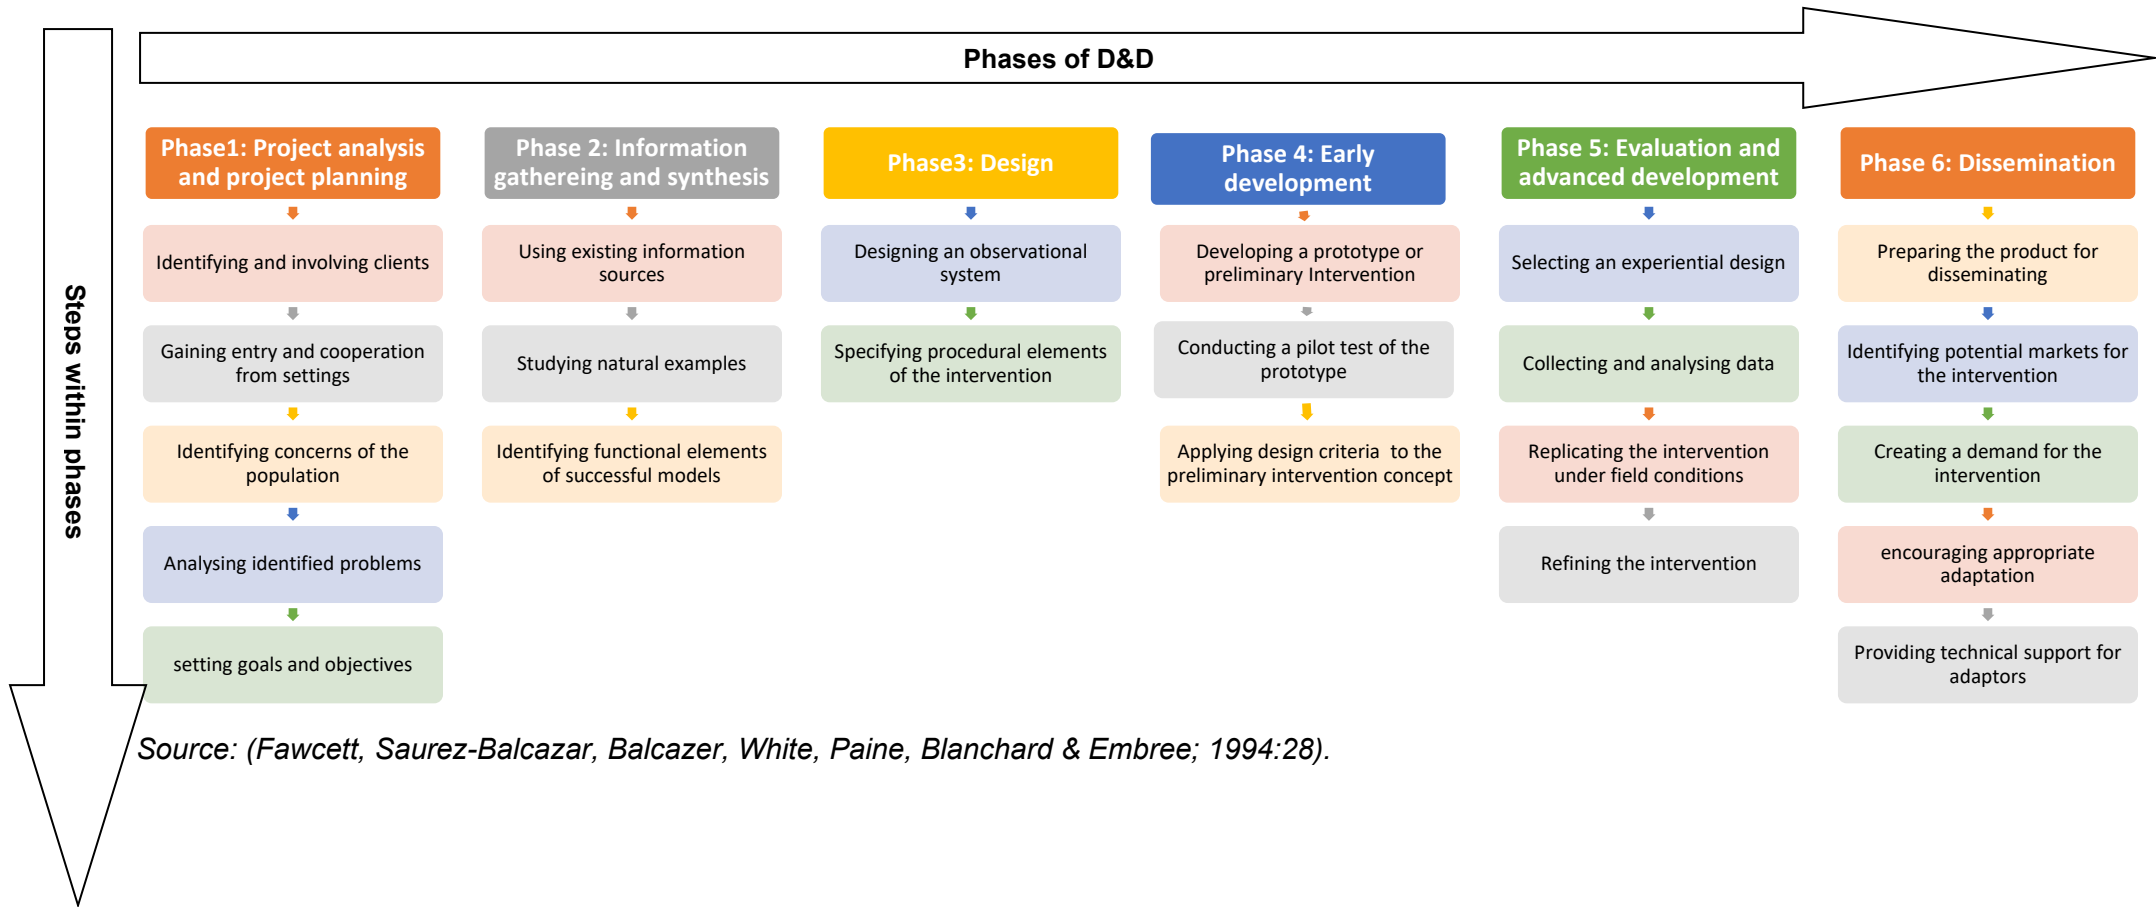 Phases of D&D
Steps within phases
Phase1: Project analysis
and project planning
Identifying and involving clients
Gaining entry and cooperation
from settings
Identifying concerns of the
population
Analysing identified problems
setting goals and objectives
Phase 2: Information
gathereing and synthesis
Using existing information
sources
Studying natural examples
Identifying functional elements
of successful models
Phase3: Design
Designing an observational
system
Specifying procedural elements
of the intervention
Phase 4: Early
development
Developing a prototype or
preliminary Intervention
Conducting a pilot test of the
prototype
Applying design criteria to the
preliminary intervention concept
Phase 5: Evaluation and
advanced development
Selecting an experiential design
Collecting and analysing data
Replicating the intervention
under field conditions
Refining the intervention
Phase 6: Dissemination
Preparing the product for
disseminating
Identifying potential markets for
the intervention
Creating a demand for the
intervention
encouraging appropriate
adaptation
Providing technical support for
adaptors
Source: (Fawcett, Saurez-Balcazar, Balcazer, White, Paine, Blanchard & Embree; 1994:28).